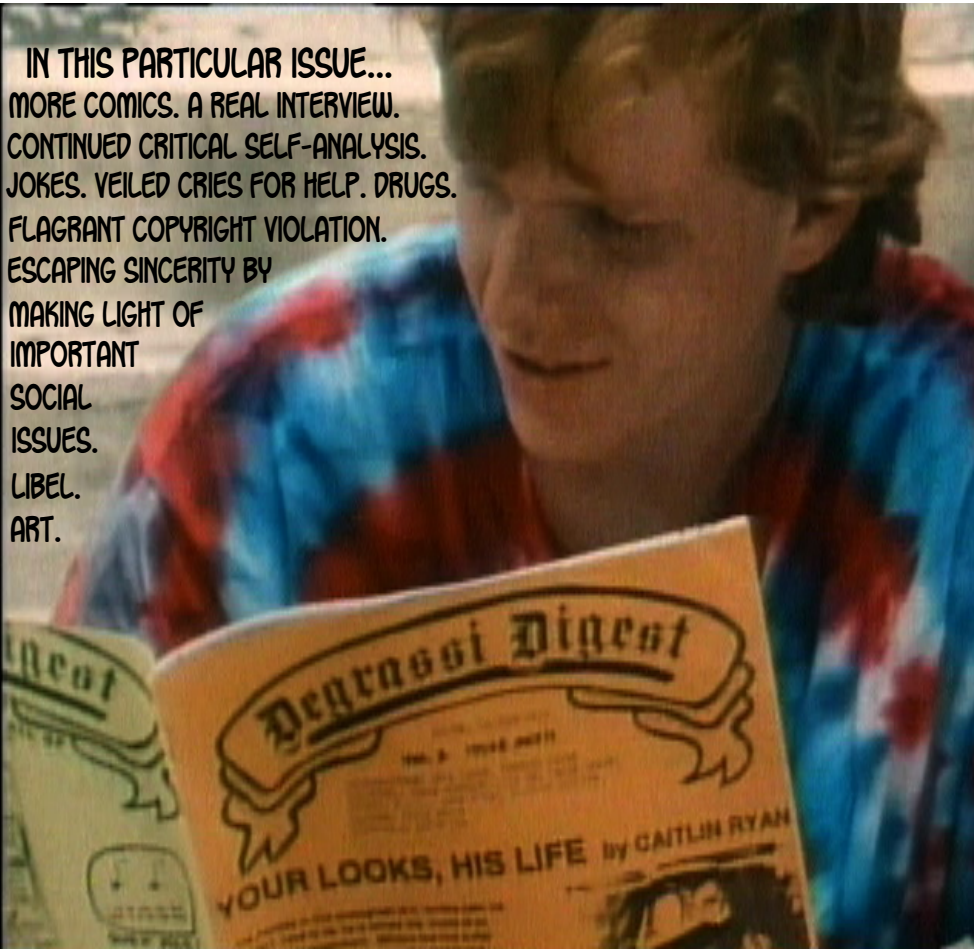 IN THIS PARTICULAR ISSUE...
MORE COMICS. A REAL INTERVIEW.
CONTINUED CRITICAL SELF-ANALYSIS.
JOKES. VEILED CRIES FOR HELP. DRUGS.
FLAGRANT COPYRIGHT VIOLATION.
ESCAPING SINCERITY BY
MAKING LIGHT OF
IMPORTANT
SOCIAL
ISSUES.
LIBEL.
ART.
igest
Degrassi Digest
YOUR LOOKS, HIS LIFE by CAITLIN RYAN